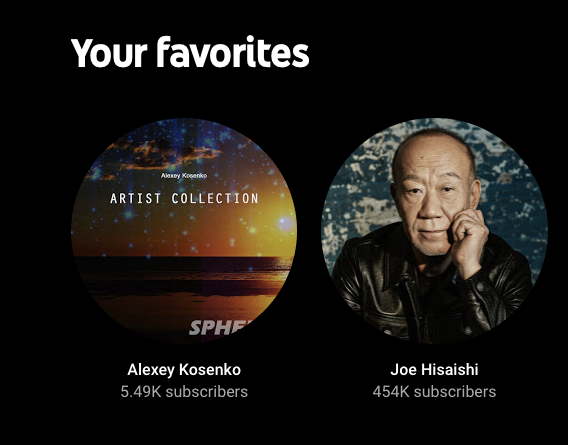 Your favorites
Alexey Kosenko
ARTIST COLLECTION
Alexey Kosenko
5.49K subscribers
Joe Hisaishi
454K subscribers